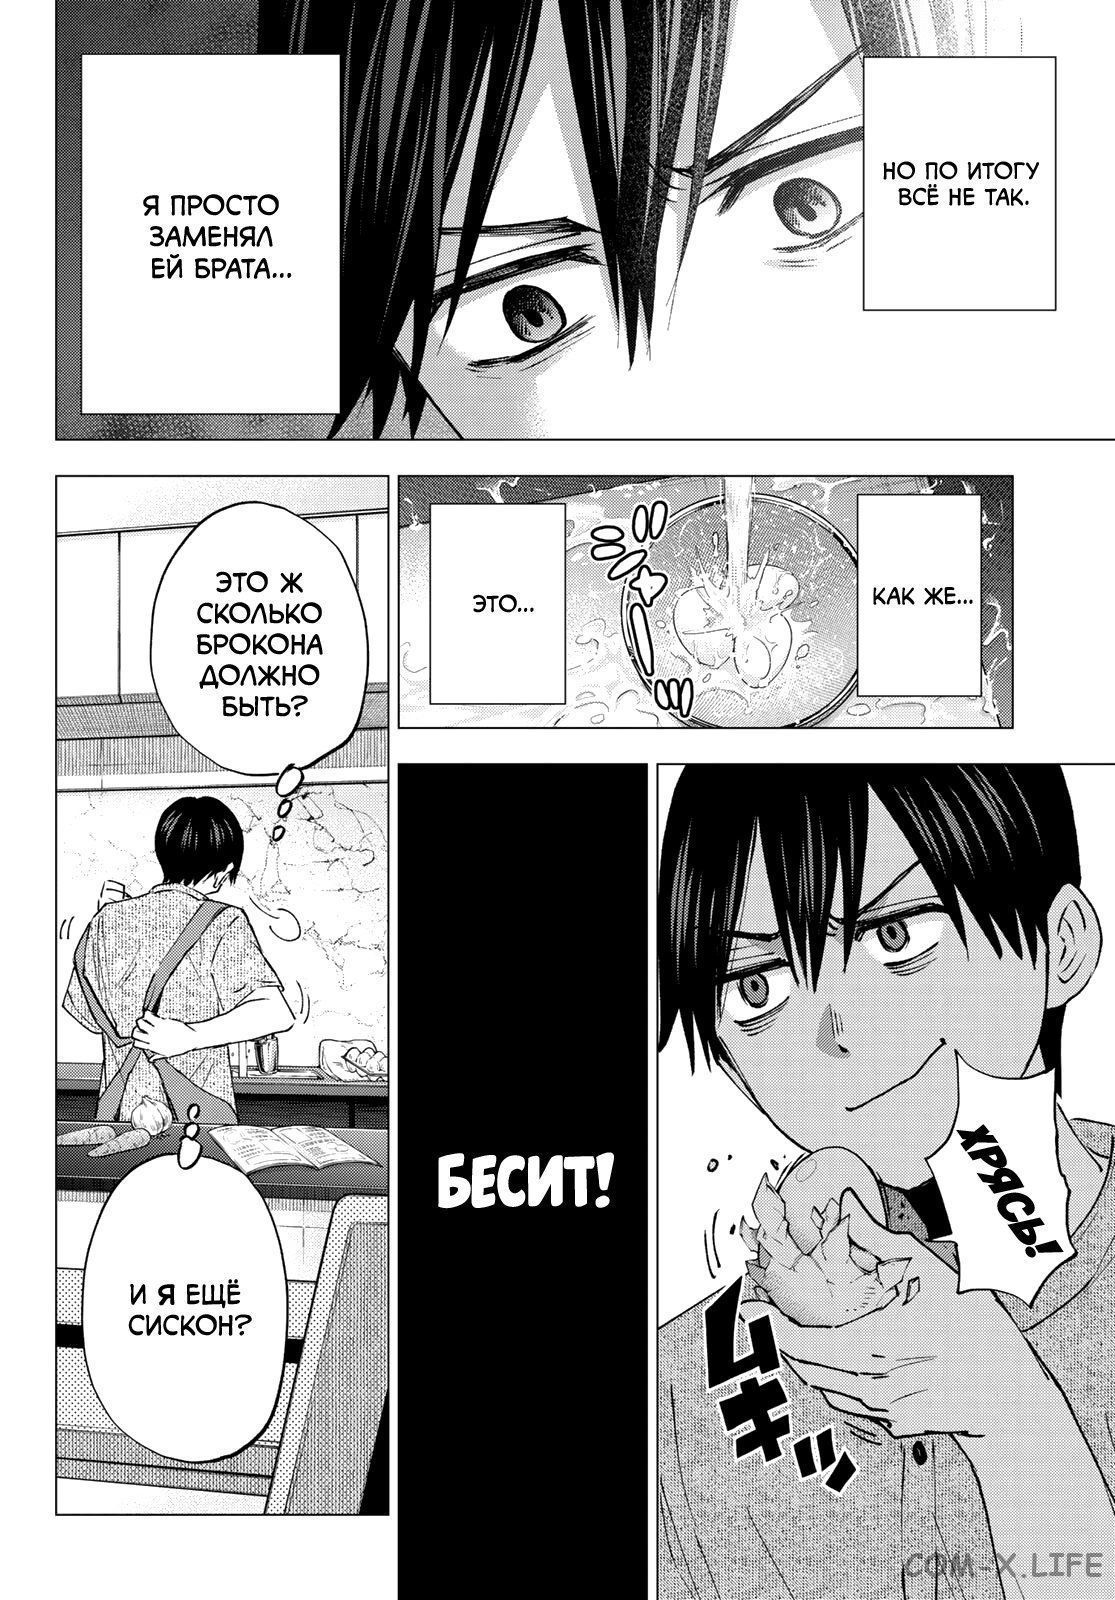 НО ПО ИТОГУ
ВСЁ НЕ ТАК.
Я ПРОСТО
ЗАМЕНЯЛ
ЕЙ БРАТА...
КАК ЖЕ...
ЭТО...
ХРЯСЬ!
ムキッ
БЕСИТ!
ЭТО Ж
СКОЛЬКО
БРОКОНА
ДОЛЖНО
БЫТЬ?
И Я ЕЩЁ
СИСКОН?
COM-X.LIFE